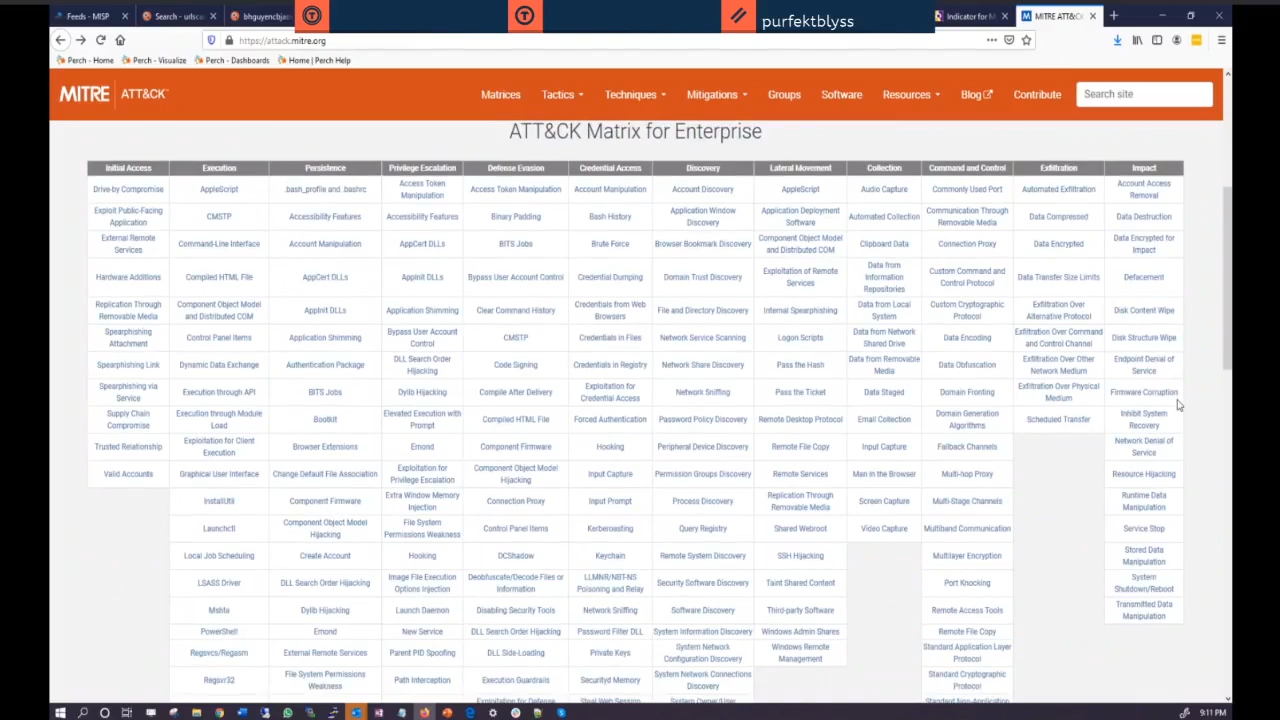 Feeds - MISP
Search - urlsca
bhguyencbjac
purfektblyss
Indicator for M
MITRE ATT&CK
https://attack.mitre.org
Perch - Home
Perch - Visualize
Perch - Dashboards
Home | Perch Help
MITRE | ATT&CK™
Matrices
Tactics
Techniques
Mitigations
Groups
Software
Resources
Blog
Contribute
Search site
ATT&CK Matrix for Enterprise
Initial Access Execution Persistence Privilege Escalation Defense Evasion Credential Access Discovery Lateral Movement Collection Command and Control Exfiltration Impact
Drive-by Compromise AppleScript .bash_profile and .bashrc Access Token Manipulation Access Token Manipulation Account Manipulation Account Discovery AppleScript Audio Capture Commonly Used Port Automated Exfiltration Account Access Removal
Exploit Public-Facing Application CMSTP Accessibility Features Accessibility Features Binary Padding Bash History Application Window Discovery Application Deployment Software Automated Collection Communication Through Removable Media Data Compressed Data Destruction
External Remote Services Command-Line Interface Account Manipulation AppCert DLLs BITS Jobs Brute Force Browser Bookmark Discovery Component Object Model and Distributed COM Clipboard Data Connection Proxy Data Encrypted Data Encrypted for Impact
Hardware Additions Compiled HTML File AppCert DLLs AppInit DLLs Bypass User Account Control Credential Dumping Domain Trust Discovery Exploitation of Remote Services Data from Information Repositories Custom Command and Control Protocol Data Transfer Size Limits Defacement
Replication Through Removable Media Component Object Model and Distributed COM AppInit DLLs Application Shimming Clear Command History Credentials from Web Browsers File and Directory Discovery Internal Spearphishing Data from Local System Custom Cryptographic Protocol Exfiltration Over Alternative Protocol Disk Content Wipe
Spearphishing Attachment Control Panel Items Application Shimming Bypass User Account Control CMSTP Credentials in Files Network Service Scanning Logon Scripts Data from Network Shared Drive Data Encoding Exfiltration Over Command and Control Channel Disk Structure Wipe
Spearphishing Link Dynamic Data Exchange Authentication Package DLL Search Order Hijacking Code Signing Credentials in Registry Network Share Discovery Pass the Hash Data from Removable Media Data Obfuscation Exfiltration Over Other Network Medium Endpoint Denial of Service
Spearphishing via Service Execution through API BITS Jobs Dylib Hijacking Compile After Delivery Exploitation for Credential Access Network Sniffing Pass the Ticket Data Staged Domain Fronting Exfiltration Over Physical Medium Firmware Corruption
Supply Chain Compromise Execution through Module Load Bootkit Elevated Execution with Prompt Compiled HTML File Forced Authentication Password Policy Discovery Remote Desktop Protocol Email Collection Domain Generation Algorithms Scheduled Transfer Inhibit System Recovery
Trusted Relationship Exploitation for Client Execution Browser Extensions Emond Component Firmware Hooking Peripheral Device Discovery Remote File Copy Input Capture Fallback Channels Network Denial of Service
Valid Accounts Graphical User Interface Change Default File Association Exploitation for Privilege Escalation Component Object Model Hijacking Input Capture Permission Groups Discovery Remote Services Man in the Browser Multi-hop Proxy Resource Hijacking
InstallUtil Component Firmware Extra Window Memory Injection Connection Proxy Input Prompt Process Discovery Replication Through Removable Media Screen Capture Multi-Stage Channels Runtime Data Manipulation
Launchctl Component Object Model Hijacking File System Permissions Weakness Control Panel Items Kerberoasting Query Registry Shared Webroot Video Capture Multiband Communication Service Stop
Local Job Scheduling Create Account Hooking DCShadow Keychain Remote System Discovery SSH Hijacking Multilayer Encryption Stored Data Manipulation
LSASS Driver DLL Search Order Hijacking Image File Execution Options Injection Deobfuscate/Decode Files or Information LLMNR/NBT-NS Poisoning and Relay Security Software Discovery Taint Shared Content Port Knocking System Shutdown/Reboot
Mshta Dylib Hijacking Launch Daemon Disabling Security Tools Network Sniffing Software Discovery Third-party Software Remote Access Tools Transmitted Data Manipulation
PowerShell Emond New Service DLL Search Order Hijacking Password Filter DLL System Information Discovery Windows Admin Shares Remote File Copy
Regsvcs/Regasm External Remote Services Parent PID Spoofing DLL Side-Loading Private Keys System Network Configuration Discovery Windows Remote Management Standard Application Layer Protocol
Regsvr32 File System Permissions Weakness Path Interception Execution Guardrails Securityd Memory System Network Connections Discovery Standard Cryptographic Protocol
9:11 PM